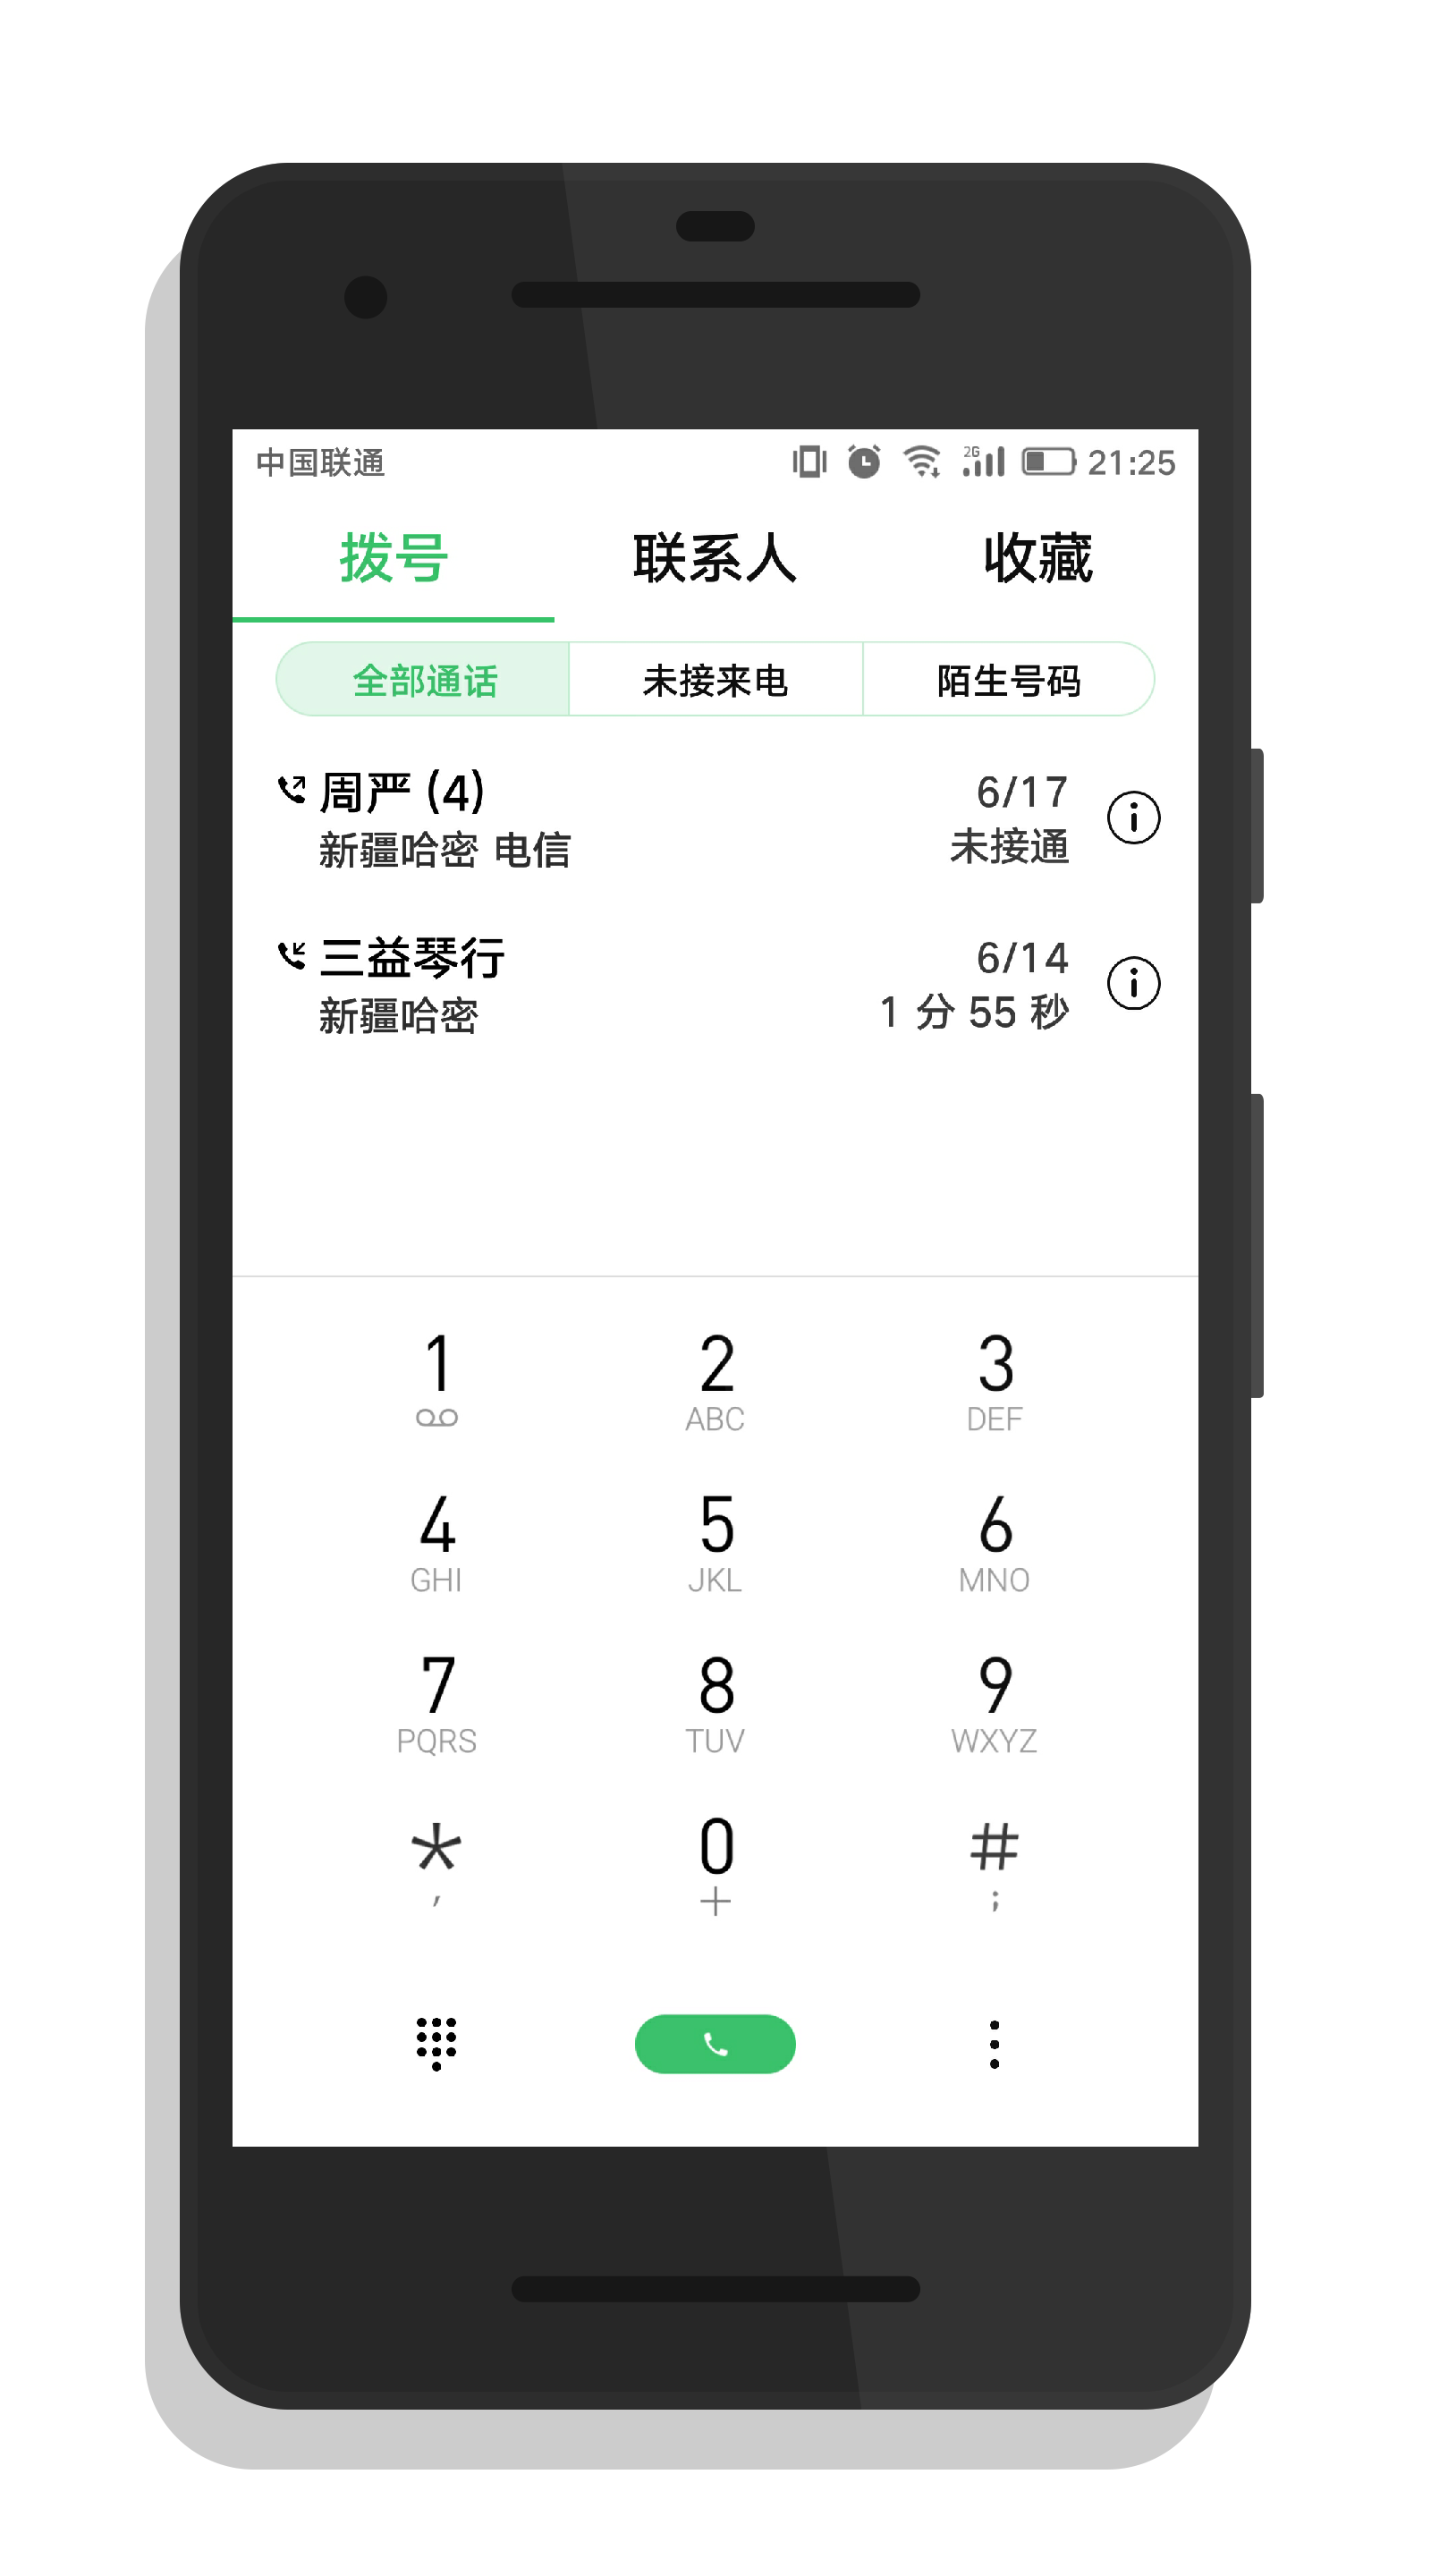 中国联通 2G 21:25
拨号 联系人 收藏
全部通话 未接来电 陌生号码
周严 (4) 6/17
新疆哈密 电信 未接通
三益琴行 6/14
新疆哈密 1 分 55 秒
1 2 3
ABC DEF
4 5 6
GHI JKL MNO
7 8 9
PQRS TUV WXYZ
* 0 #
, + ;